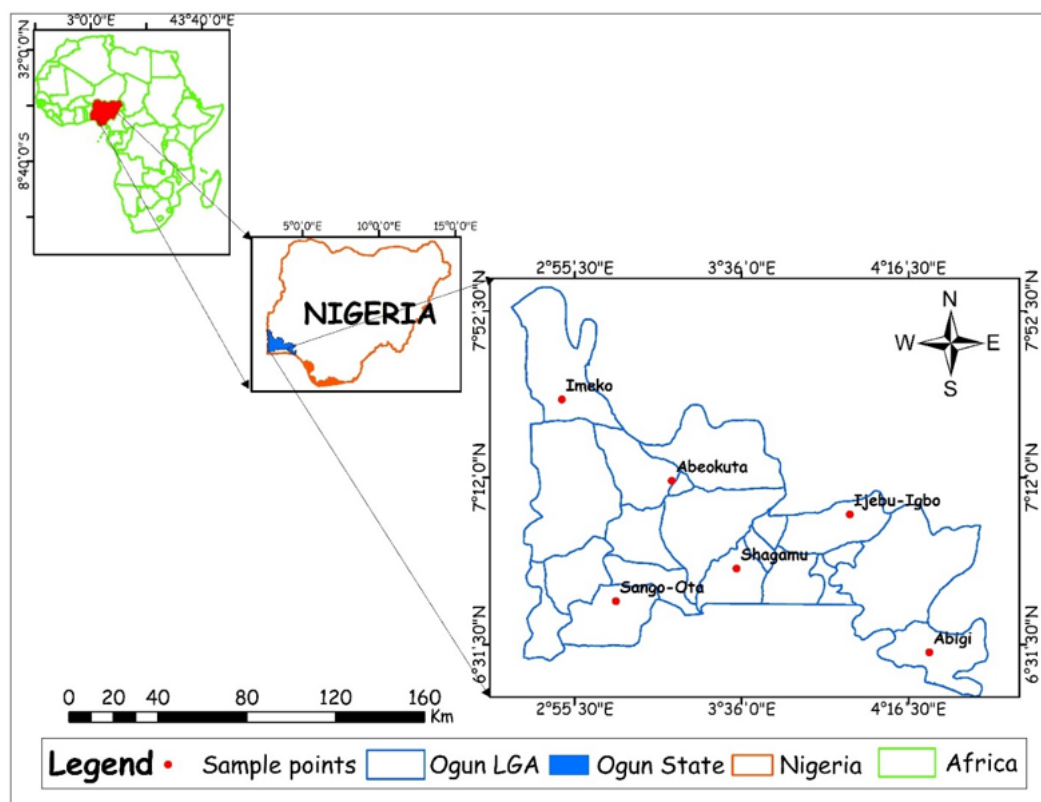 3°0'0"E 43°40'0"E
32°0'0"N
8°40'0"S
5°0'0"E 10°0'0"E 15°0'0"E
NIGERIA
2°55'30"E 3°36'0"E 4°16'30"E
7°52'30"N 7°52'30"N
N
W E
S
Imeko
Abeokuta
7°12'0"N 7°12'0"N
Ijebu-Igbo
Shagamu
Sango-Ota
Abigi
6°31'30"N 6°31'30"N
2°55'30"E 3°36'0"E 4°16'30"E
0 20 40 80 120 160
Km
Legend Sample points Ogun LGA Ogun State Nigeria Africa